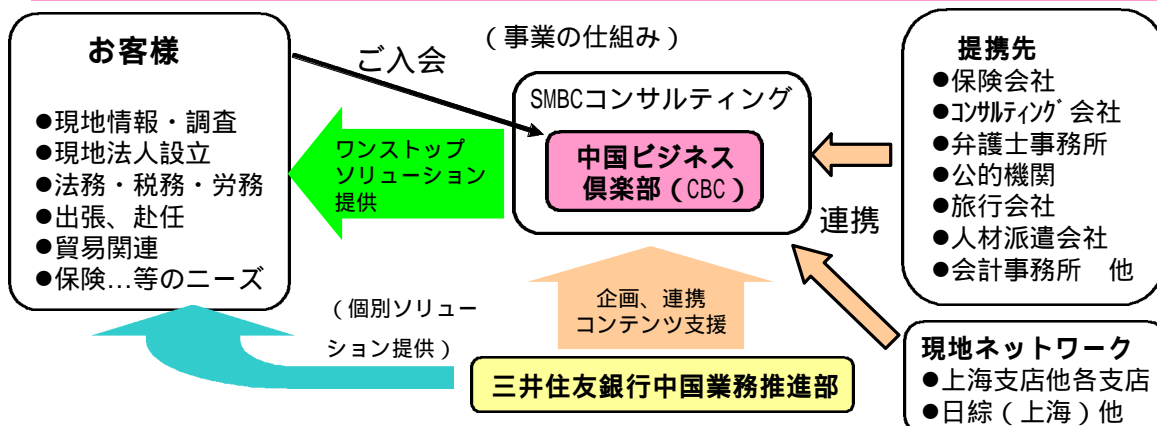 (事業の仕組み)
お客様
●現地情報・調査
●現地法人設立
●法務・税務・労務
●出張、赴任
●貿易関連
●保険…等のニーズ
ご入会
ワンストップ
ソリューション
提供
SMBCコンサルティング
中国ビジネス
倶楽部(CBC)
提携先
●保険会社
●コンサルティング会社
●弁護士事務所
●公的機関
●旅行会社
●人材派遣会社
●会計事務所 他
連携
(個別ソリュー
ション提供)
企画、連携
コンテンツ支援
三井住友銀行中国業務推進部
現地ネットワーク
●上海支店他各支店
●日綜(上海)他